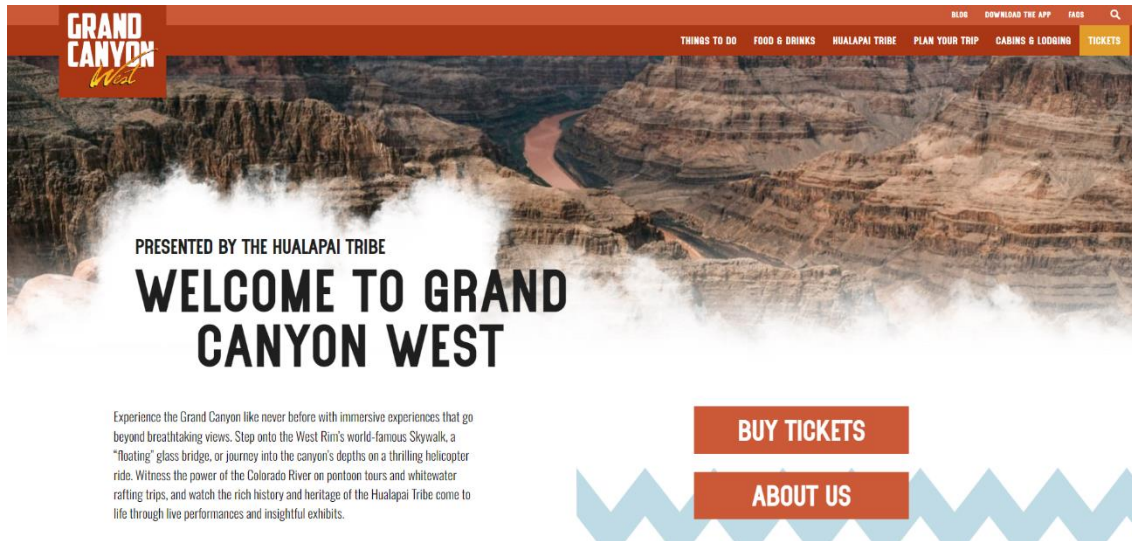 GRAND
CANYON
West
BLOG DOWNLOAD THE APP FAQS
THINGS TO DO FOOD & DRINKS HUALAPAI TRIBE PLAN YOUR TRIP CABINS & LODGING TICKETS
PRESENTED BY THE HUALAPAI TRIBE
WELCOME TO GRAND
CANYON WEST
Experience the Grand Canyon like never before with immersive experiences that go
beyond breathtaking views. Step onto the West Rim's world-famous Skywalk, a
"floating" glass bridge, or journey into the canyon's depths on a thrilling helicopter
ride. Witness the power of the Colorado River on pontoon tours and whitewater
rafting trips, and watch the rich history and heritage of the Hualapai Tribe come to
life through live performances and insightful exhibits.
BUY TICKETS
ABOUT US